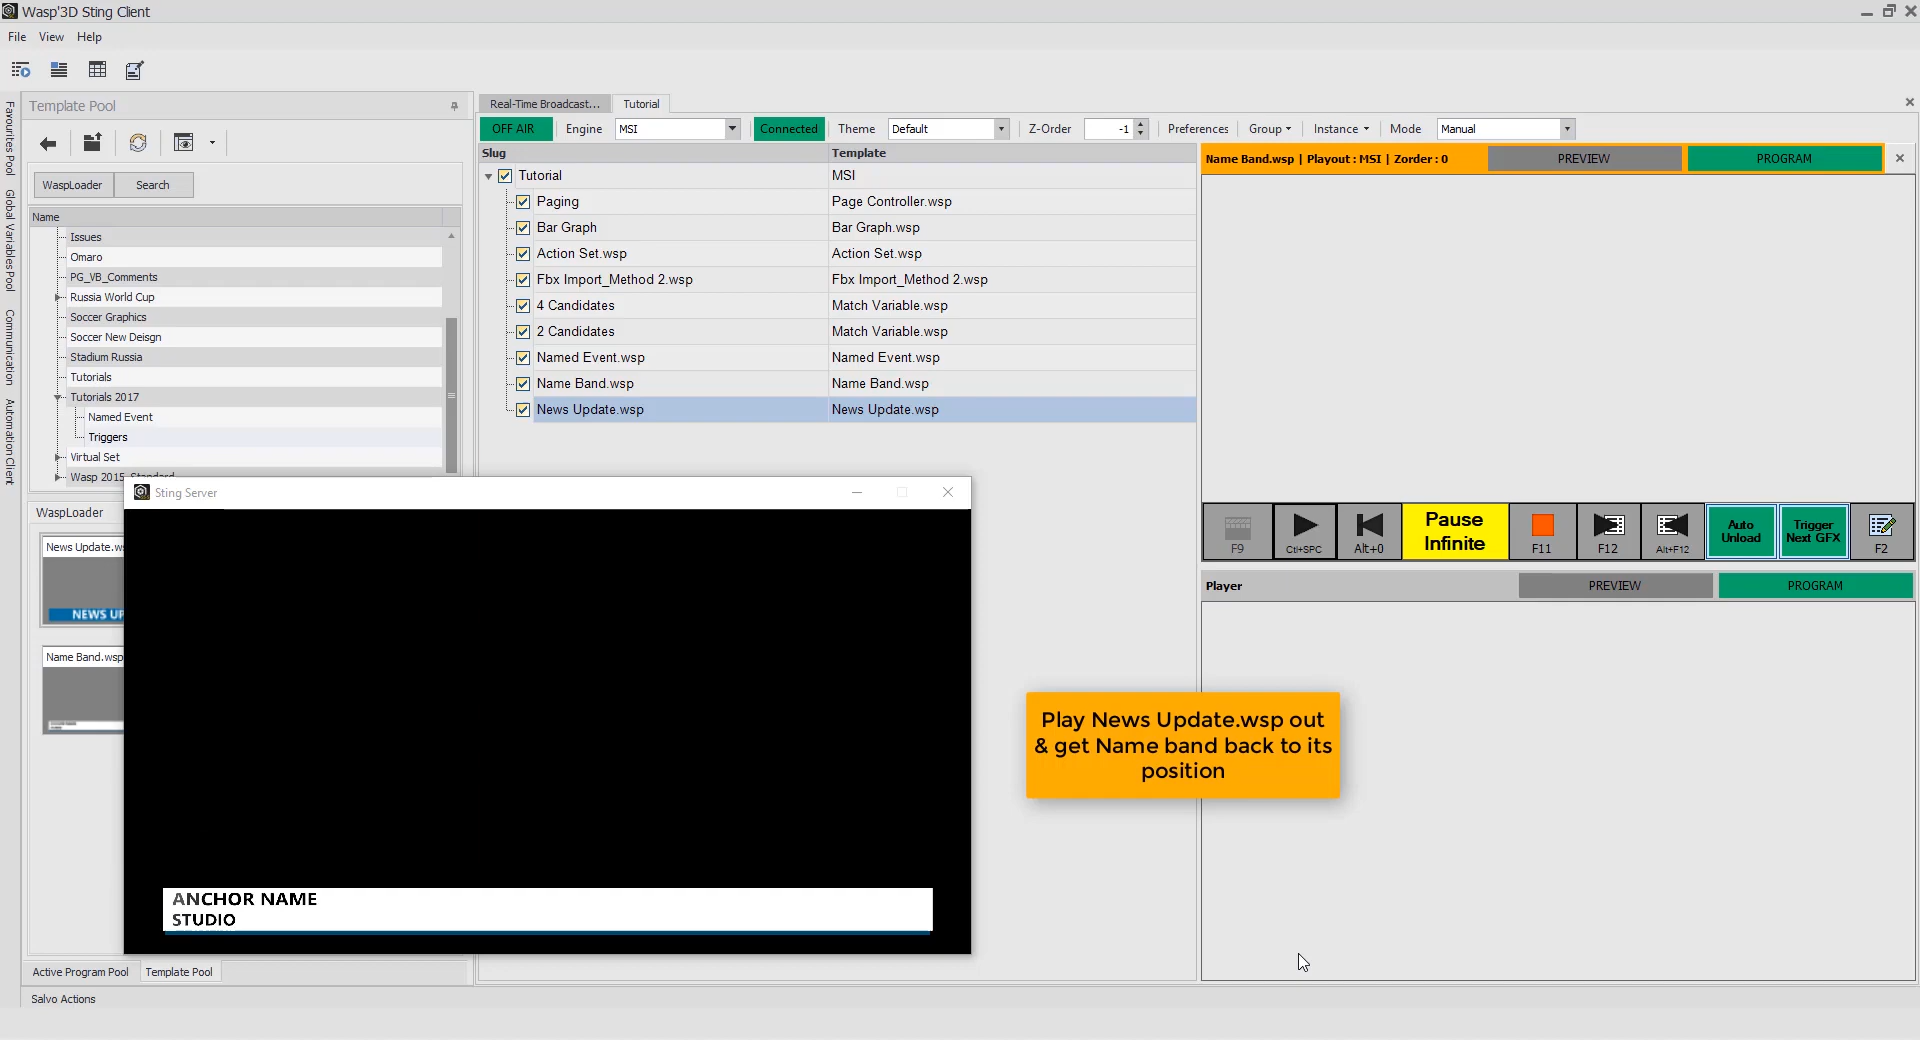 Wasp'3D Sting Client
File View Help
Favourites Pool
Global Variables Pool
Communication
Automation Client
Template Pool
WaspLoader Search
Name
Issues
Omaro
PG_VB_Comments
Russia World Cup
Soccer Graphics
Soccer New Deisgn
Stadium Russia
Tutorials
Tutorials 2017
Named Event
Triggers
Virtual Set
Wasp 2015 Standard
WaspLoader
News Update.ws
NEWS UP
Name Band.wsp
Active Program Pool Template Pool
Salvo Actions
Real-Time Broadcast... Tutorial
OFF AIR Engine MSI Connected Theme Default Z-Order -1 Preferences Group Instance Mode Manual
Slug Template
Tutorial MSI
Paging Page Controller.wsp
Bar Graph Bar Graph.wsp
Action Set.wsp Action Set.wsp
Fbx Import_Method 2.wsp Fbx Import_Method 2.wsp
4 Candidates Match Variable.wsp
2 Candidates Match Variable.wsp
Named Event.wsp Named Event.wsp
Name Band.wsp Name Band.wsp
News Update.wsp News Update.wsp
Sting Server
ANCHOR NAME
STUDIO
Name Band.wsp | Playout : MSI | Zorder : 0 PREVIEW PROGRAM
F9
Ctl+SPC
Alt+0
Pause
Infinite
F11
F12
Alt+F12
Auto
Unload
Trigger
Next GFX
F2
Player PREVIEW PROGRAM
Play News Update.wsp out
& get Name band back to its
position